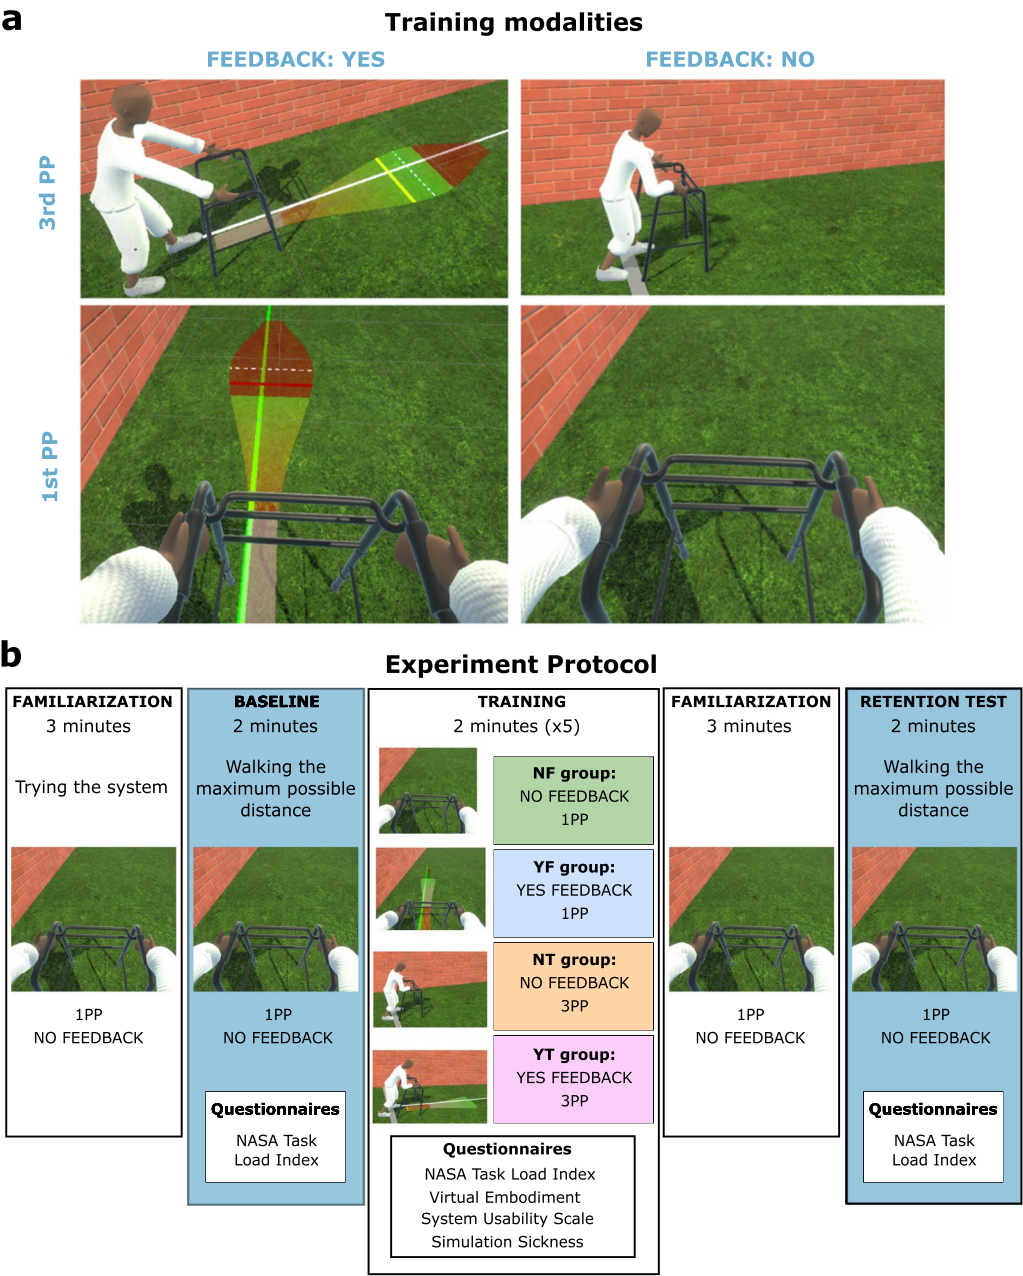 a
Training modalities
FEEDBACK: YES
FEEDBACK: NO
3rd PP
1st PP
b
Experiment Protocol
FAMILIARIZATION
3 minutes
Trying the system
1PP
NO FEEDBACK
BASELINE
2 minutes
Walking the
maximum possible
distance
1PP
NO FEEDBACK
Questionnaires
NASA Task
Load Index
TRAINING
2 minutes (x5)
NF group:
NO FEEDBACK
1PP
YF group:
YES FEEDBACK
1PP
NT group:
NO FEEDBACK
3PP
YT group:
YES FEEDBACK
3PP
Questionnaires
NASA Task Load Index
Virtual Embodiment
System Usability Scale
Simulation Sickness
FAMILIARIZATION
3 minutes
1PP
NO FEEDBACK
RETENTION TEST
2 minutes
Walking the
maximum possible
distance
1PP
NO FEEDBACK
Questionnaires
NASA Task
Load Index